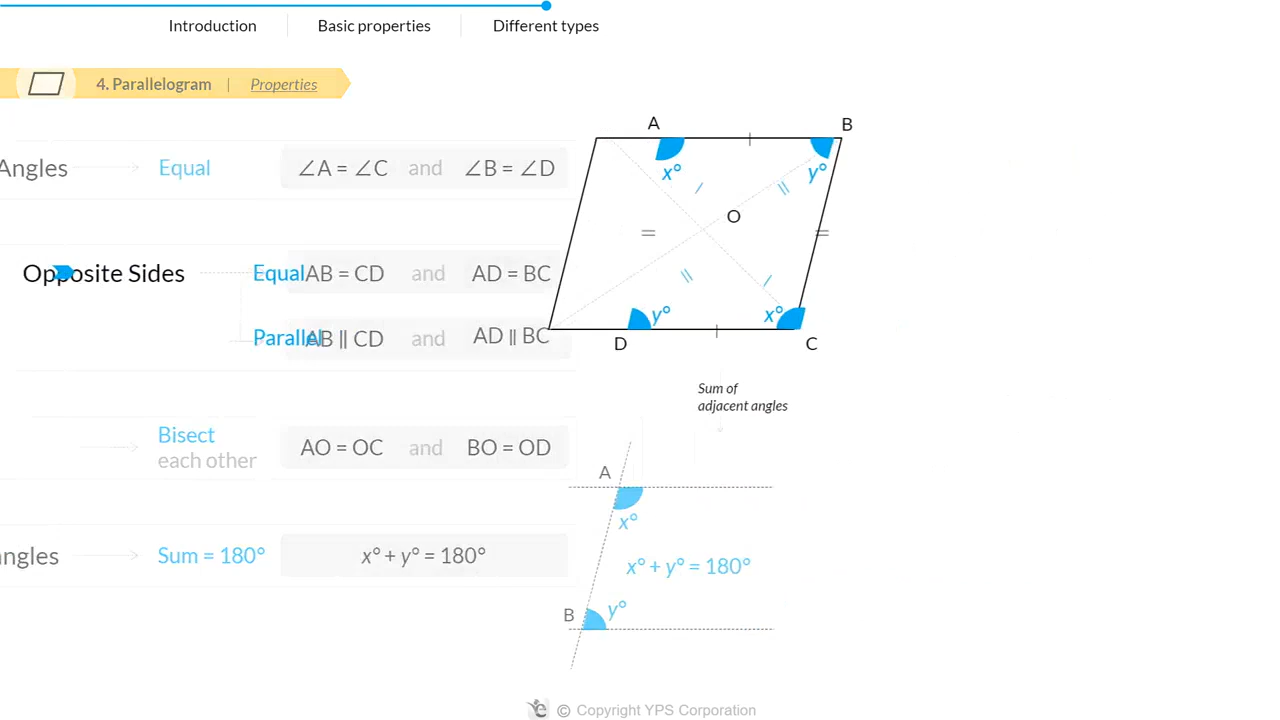 Introduction
Basic properties
Different types
4. Parallelogram | Properties
Angles
Equal
∠A = ∠C and ∠B = ∠D
Opposite Sides
Equal
AB = CD and AD = BC
Parallel
AB || CD and AD || BC
Bisect
each other
AO = OC and BO = OD
ngles
Sum = 180°
x° + y° = 180°
A
B
x°
y°
O
y°
x°
D
C
Sum of
adjacent angles
A
x°
x° + y° = 180°
B
y°
© Copyright YPS Corporation